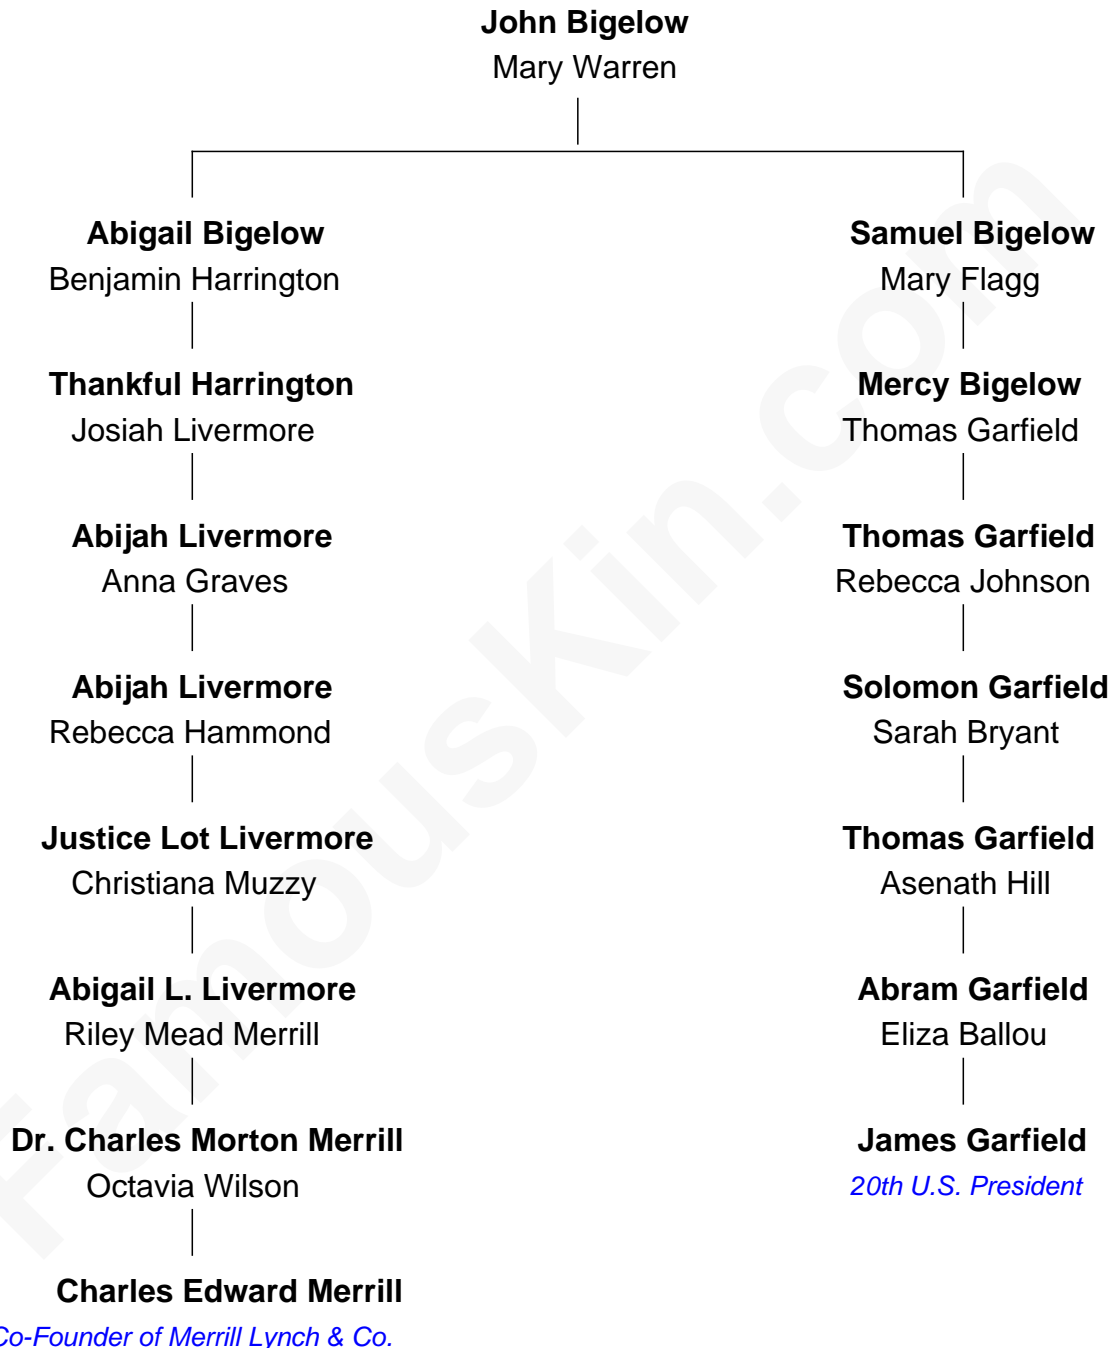 John Bigelow
Mary Warren
Abigail Bigelow
Benjamin Harrington
Samuel Bigelow
Mary Flagg
Thankful Harrington
Josiah Livermore
Mercy Bigelow
Thomas Garfield
Abijah Livermore
Anna Graves
Thomas Garfield
Rebecca Johnson
Abijah Livermore
Rebecca Hammond
Solomon Garfield
Sarah Bryant
Justice Lot Livermore
Christiana Muzzy
Thomas Garfield
Asenath Hill
Abigail L. Livermore
Riley Mead Merrill
Abram Garfield
Eliza Ballou
Dr. Charles Morton Merrill
Octavia Wilson
James Garfield
20th U.S. President
Charles Edward Merrill
Co-Founder of Merrill Lynch & Co.
FamousKin.com